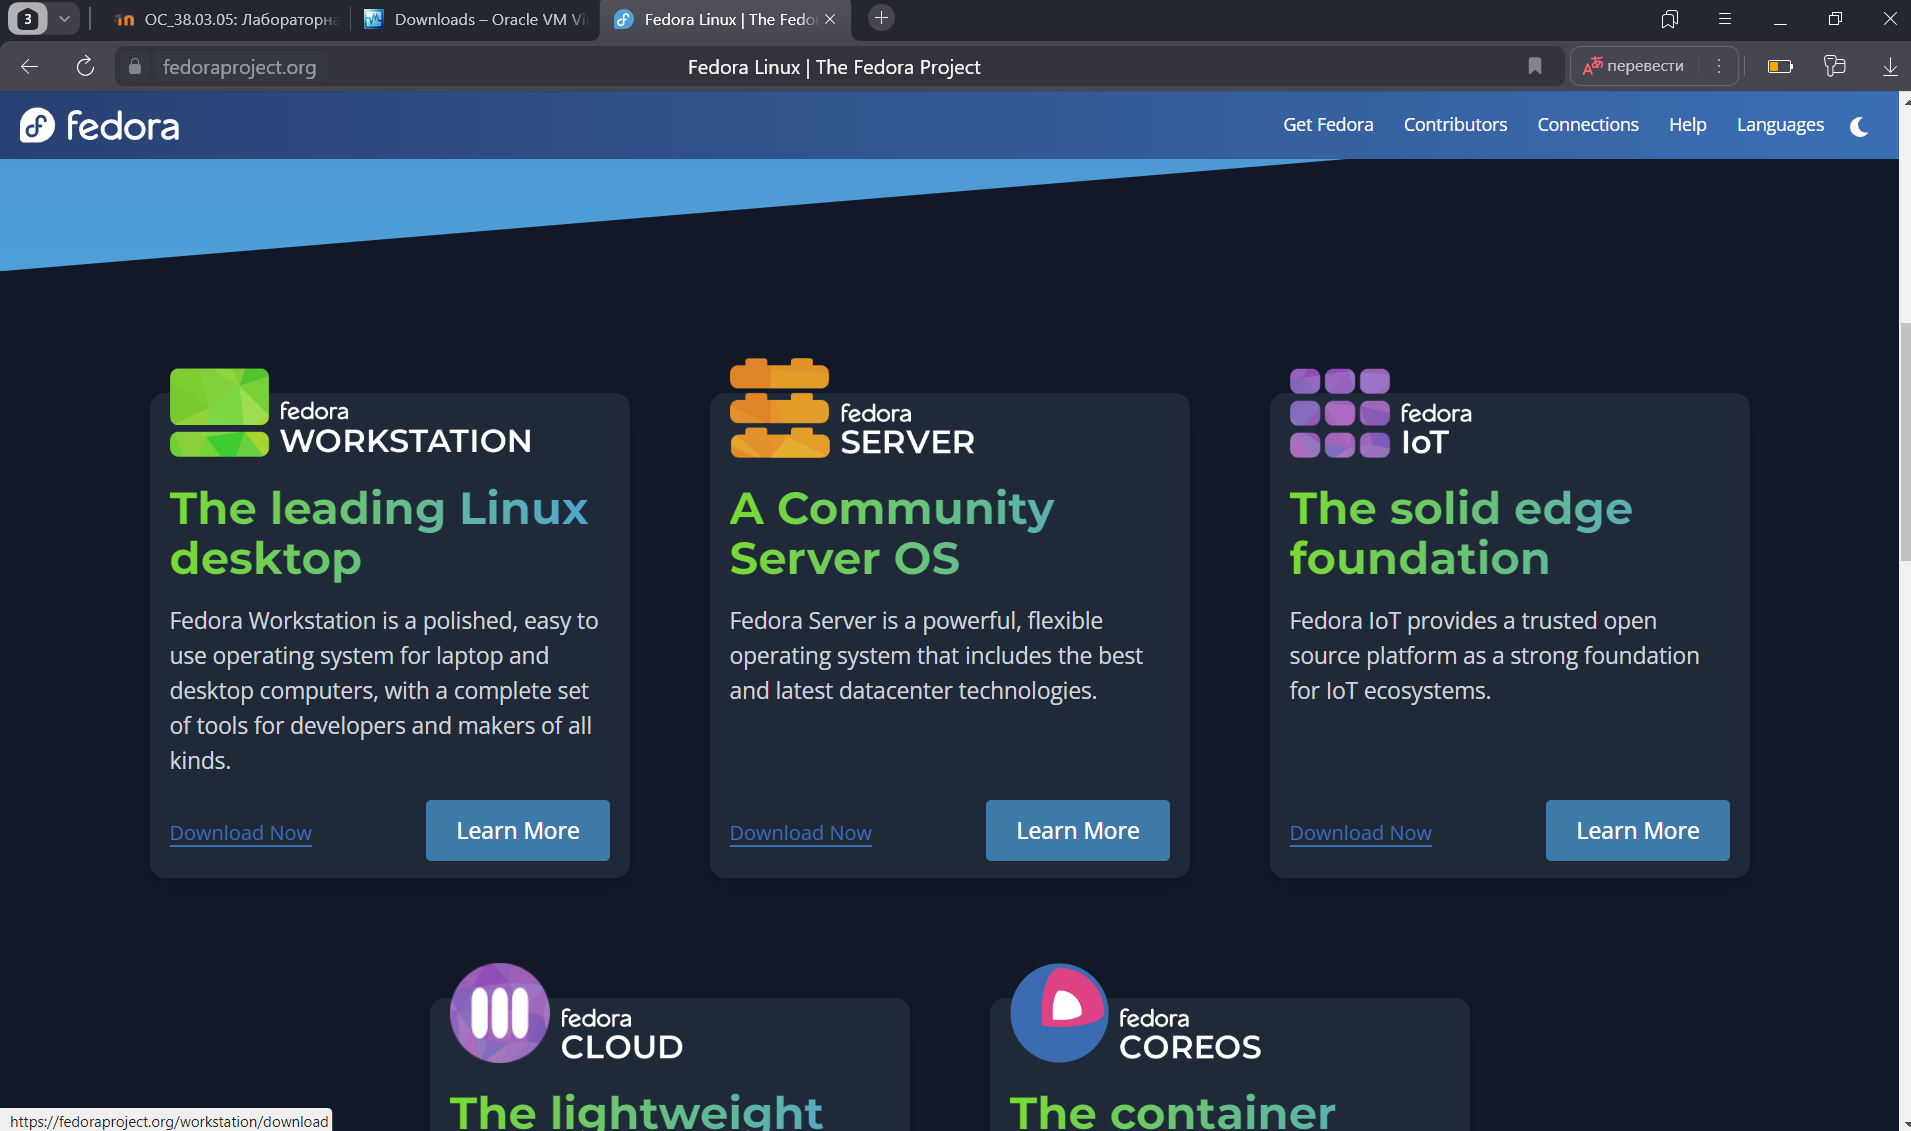 3
ОС_38.03.05: Лабораторна
Downloads – Oracle VM Vi
Fedora Linux | The Fedo
fedoraproject.org
Fedora Linux | The Fedora Project
перевести
fedora
Get Fedora
Contributors
Connections
Help
Languages
fedora
WORKSTATION
The leading Linux
desktop
Fedora Workstation is a polished, easy to
use operating system for laptop and
desktop computers, with a complete set
of tools for developers and makers of all
kinds.
Download Now
Learn More
fedora
SERVER
A Community
Server OS
Fedora Server is a powerful, flexible
operating system that includes the best
and latest datacenter technologies.
Download Now
Learn More
fedora
IoT
The solid edge
foundation
Fedora IoT provides a trusted open
source platform as a strong foundation
for IoT ecosystems.
Download Now
Learn More
fedora
CLOUD
The lightweight
fedora
COREOS
The container
https://fedoraproject.org/workstation/download